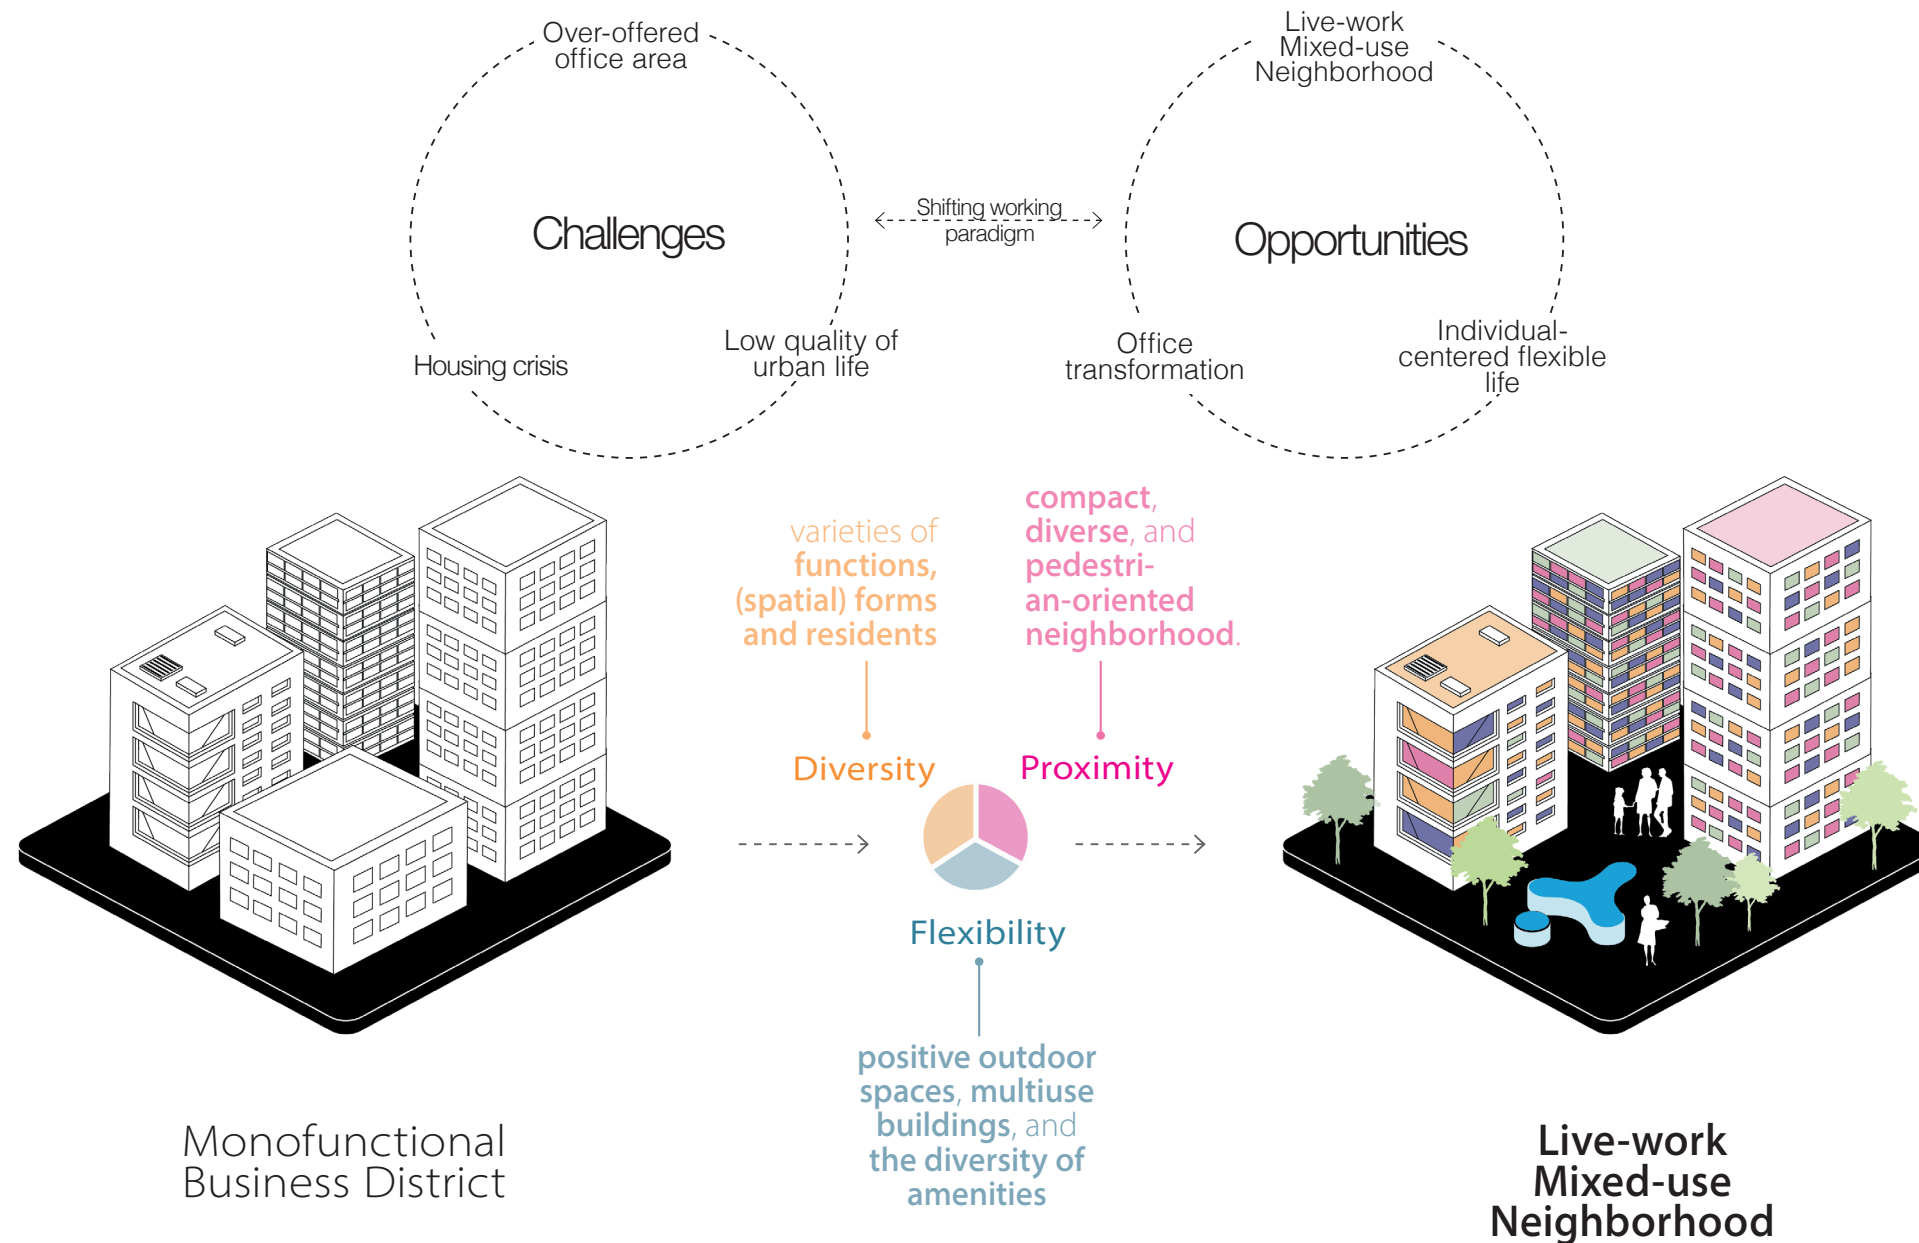 Over-offered
office area
Challenges
Housing crisis
Low quality of
urban life
Shifting working
paradigm
Live-work
Mixed-use
Neighborhood
Opportunities
Office
transformation
Individual-
centered flexible
life
varieties of
functions,
(spatial) forms
and residents
Diversity
compact,
diverse, and
pedestri-
an-oriented
neighborhood.
Proximity
Flexibility
positive outdoor
spaces, multiuse
buildings, and
the diversity of
amenities
Monofunctional
Business District
Live-work
Mixed-use
Neighborhood